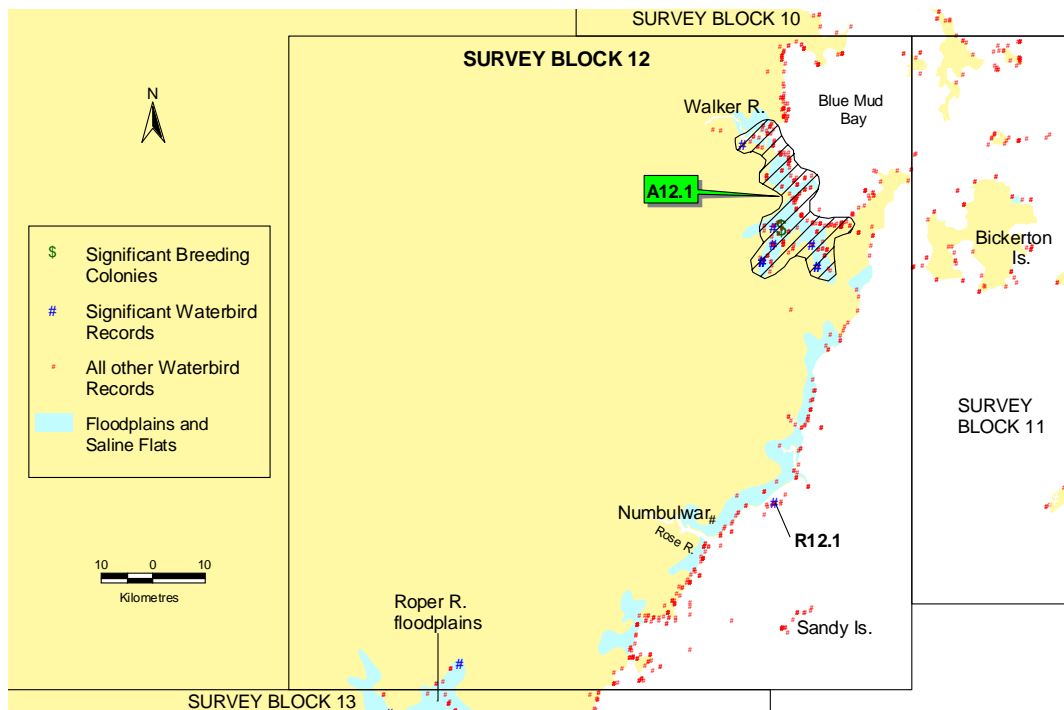 SURVEY BLOCK 10
SURVEY BLOCK 12
N
Walker R.
Blue Mud
Bay
A12.1
Bickerton
Is.
$ Significant Breeding
Colonies
# Significant Waterbird
Records
# All other Waterbird
Records
Floodplains and
Saline Flats
SURVEY
BLOCK 11
Numbulwar
Rose R.
R12.1
10 0 10
Kilometres
Roper R.
floodplains
Sandy Is.
SURVEY BLOCK 13